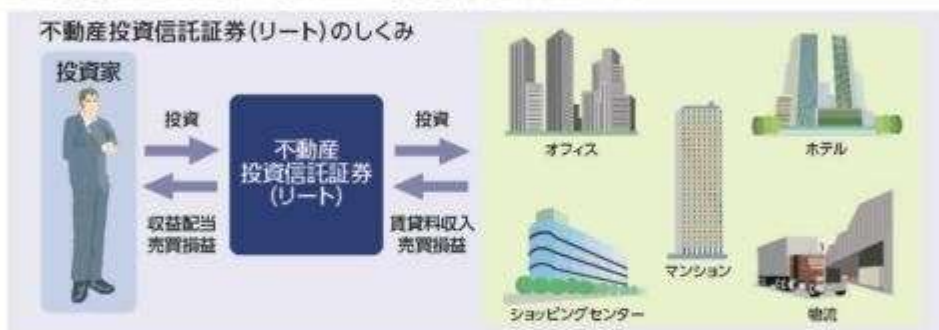 不動産投資信託証券(リート)のしくみ
投資家
投資
収益配当
売買損益
不動産
投資信託証券
(リート)
投資
賃貸料収入
売買損益
オフィス
ホテル
マンション
ショッピングセンター
物流